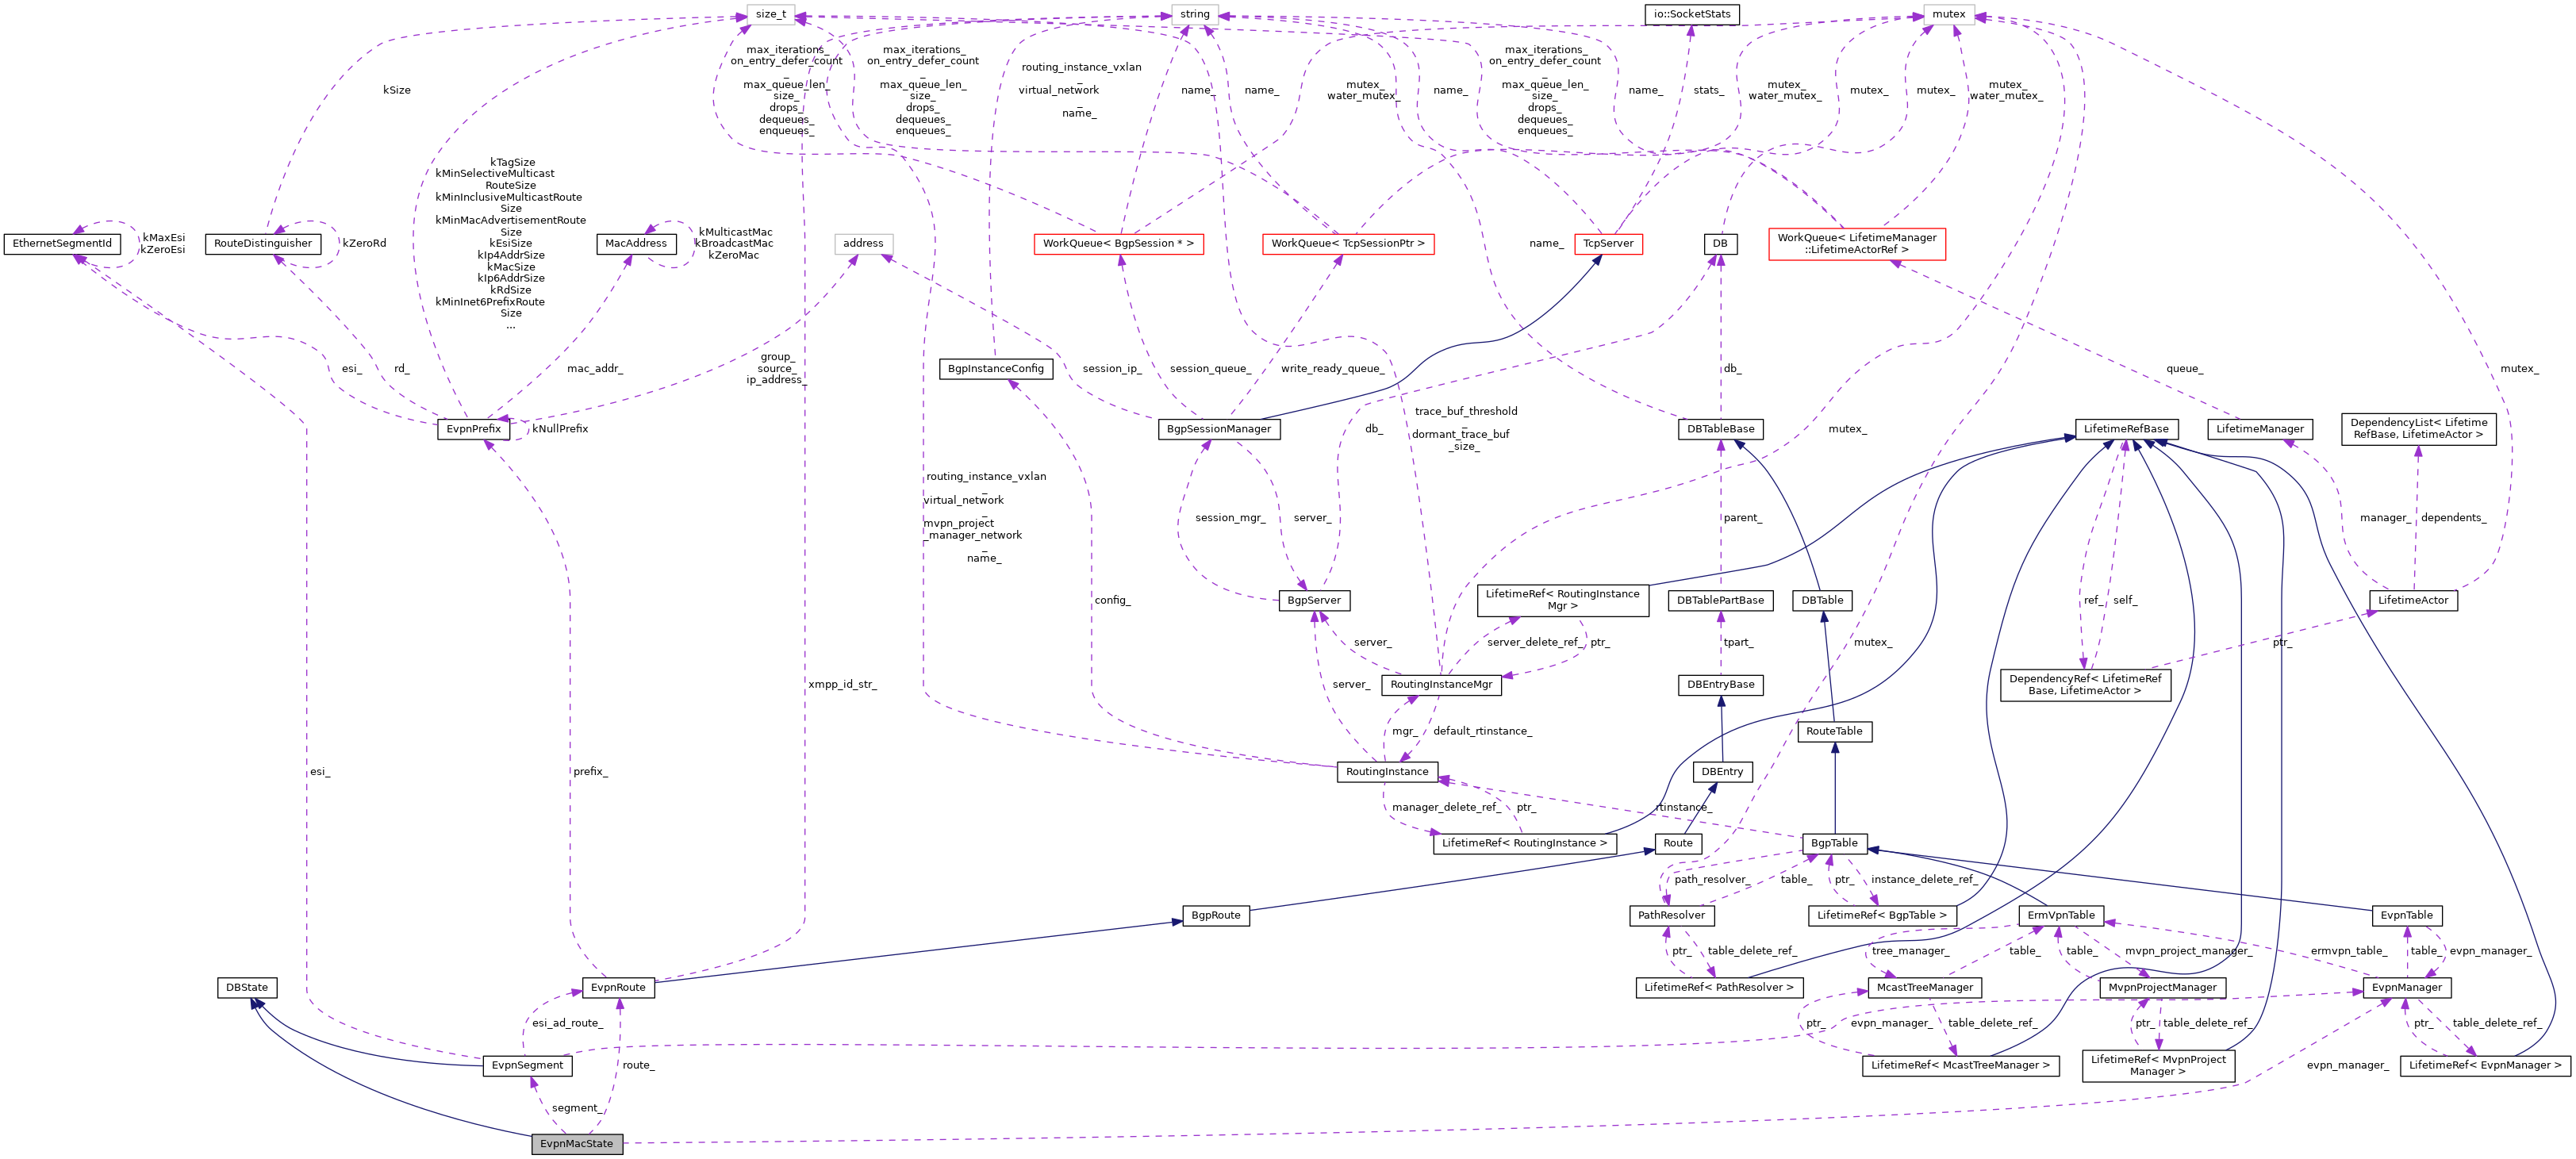 size_t
string
io::SocketStats
mutex
max_iterations_
on_entry_defer_count
_
max_queue_len_
size_
drops_
dequeues_
enqueues_
max_iterations_
on_entry_defer_count
_
max_queue_len_
size_
drops_
dequeues_
enqueues_
routing_instance_vxlan
_
virtual_network
_
name_
max_iterations_
on_entry_defer_count
_
max_queue_len_
size_
drops_
dequeues_
enqueues_
kSize
name_
name_
mutex_
water_mutex_
name_
name_
stats_
mutex_
water_mutex_
mutex_
mutex_
mutex_
water_mutex_
kTagSize
kMinSelectiveMulticast
RouteSize
kMinInclusiveMulticastRoute
Size
kMinMacAdvertisementRoute
Size
kEsiSize
kIp4AddrSize
kMacSize
kIp6AddrSize
kRdSize
kMinInet6PrefixRoute
Size
...
EthernetSegmentId
kMaxEsi
kZeroEsi
RouteDistinguisher
kZeroRd
MacAddress
kMulticastMac
kBroadcastMac
kZeroMac
address
WorkQueue< BgpSession * >
WorkQueue< TcpSessionPtr >
name_
TcpServer
DB
WorkQueue< LifetimeManager
::LifetimeActorRef >
esi_
rd_
mac_addr_
group_
source_
ip_address_
BgpInstanceConfig
session_ip_
session_queue_
write_ready_queue_
db_
queue_
mutex_
EvpnPrefix
kNullPrefix
BgpSessionManager
db_
trace_buf_threshold
_
dormant_trace_buf
_size_
DBTableBase
mutex_
LifetimeRefBase
LifetimeManager
DependencyList< Lifetime
RefBase, LifetimeActor >
routing_instance_vxlan
_
virtual_network
_
mvpn_project
_manager_network
_
name_
session_mgr_
server_
parent_
manager_
dependents_
config_
BgpServer
LifetimeRef< RoutingInstance
Mgr >
DBTablePartBase
DBTable
ref_
self_
LifetimeActor
server_
server_delete_ref_
ptr_
tpart_
mutex_
ptr_
xmpp_id_str_
server_
RoutingInstanceMgr
DBEntryBase
DependencyRef< LifetimeRef
Base, LifetimeActor >
mgr_
default_rtinstance_
RouteTable
esi_
prefix_
RoutingInstance
DBEntry
manager_delete_ref_
ptr_
rtinstance_
LifetimeRef< RoutingInstance >
Route
BgpTable
path_resolver_
table_
ptr_
instance_delete_ref_
BgpRoute
PathResolver
LifetimeRef< BgpTable >
ErmVpnTable
EvpnTable
ptr_
table_delete_ref_
tree_manager_
table_
table_
mvpn_project_manager_
ermvpn_table_
table_
evpn_manager_
DBState
EvpnRoute
LifetimeRef< PathResolver >
McastTreeManager
MvpnProjectManager
EvpnManager
esi_ad_route_
ptr_
evpn_manager_
table_delete_ref_
ptr_
table_delete_ref_
ptr_
table_delete_ref_
EvpnSegment
route_
LifetimeRef< McastTreeManager >
LifetimeRef< MvpnProject
Manager >
evpn_manager_
LifetimeRef< EvpnManager >
segment_
EvpnMacState